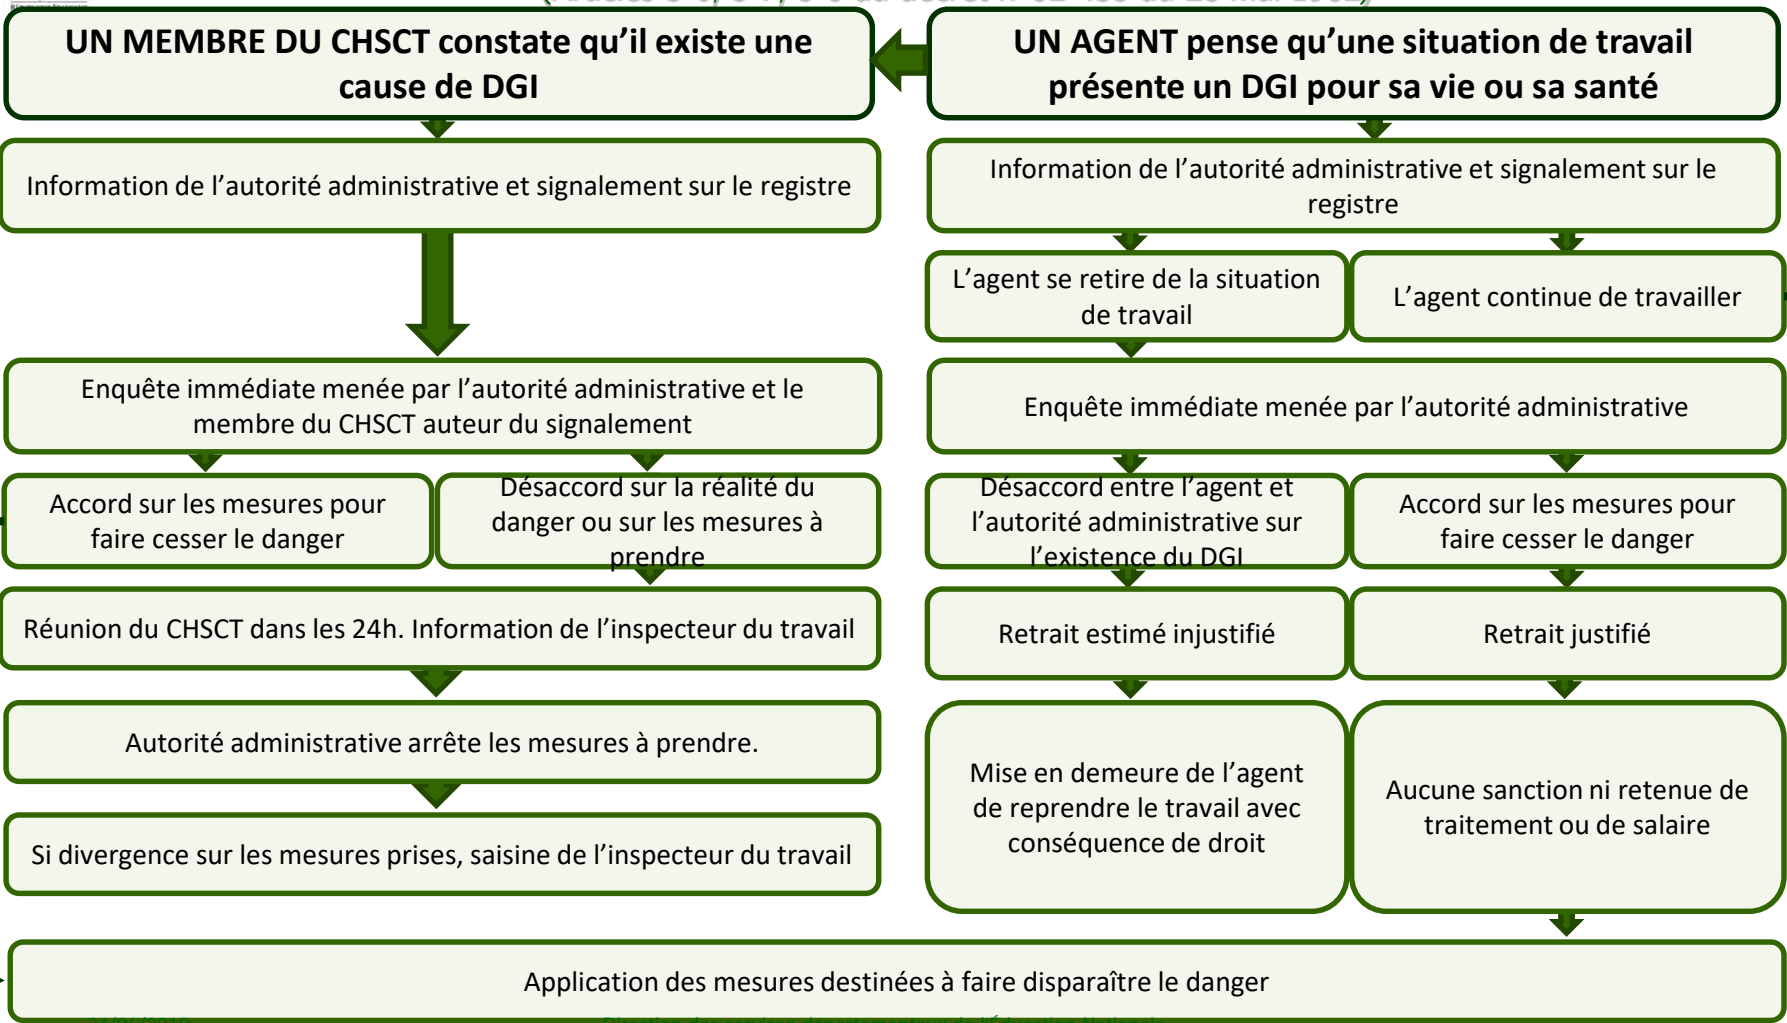 UN MEMBRE DU CHSCT constate qu’il existe une
cause de DGI
UN AGENT pense qu’une situation de travail
présente un DGI pour sa vie ou sa santé
Information de l’autorité administrative et signalement sur le registre
Information de l’autorité administrative et signalement sur le
registre
L’agent se retire de la situation
de travail
L’agent continue de travailler
Enquête immédiate menée par l’autorité administrative et le
membre du CHSCT auteur du signalement
Enquête immédiate menée par l’autorité administrative
Accord sur les mesures pour
faire cesser le danger
Désaccord sur la réalité du
danger ou sur les mesures à
prendre
Désaccord entre l’agent et
l’autorité administrative sur
l’existence du DGI
Accord sur les mesures pour
faire cesser le danger
Réunion du CHSCT dans les 24h. Information de l’inspecteur du travail
Retrait estimé injustifié
Retrait justifié
Autorité administrative arrête les mesures à prendre.
Mise en demeure de l’agent
de reprendre le travail avec
conséquence de droit
Aucune sanction ni retenue de
traitement ou de salaire
Si divergence sur les mesures prises, saisine de l’inspecteur du travail
Application des mesures destinées à faire disparaître le danger